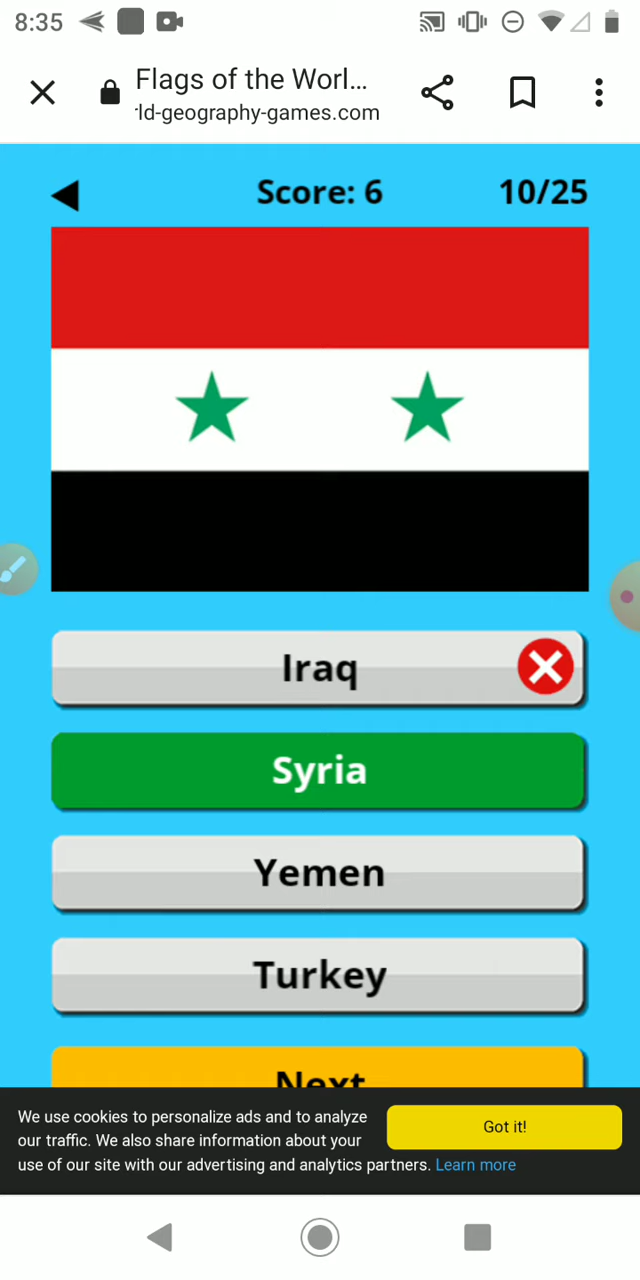 8:35
Flags of the Worl...
rld-geography-games.com
Score: 6
10/25
Iraq
Syria
Yemen
Turkey
Next
We use cookies to personalize ads and to analyze
our traffic. We also share information about your
use of our site with our advertising and analytics partners. Learn more
Got it!